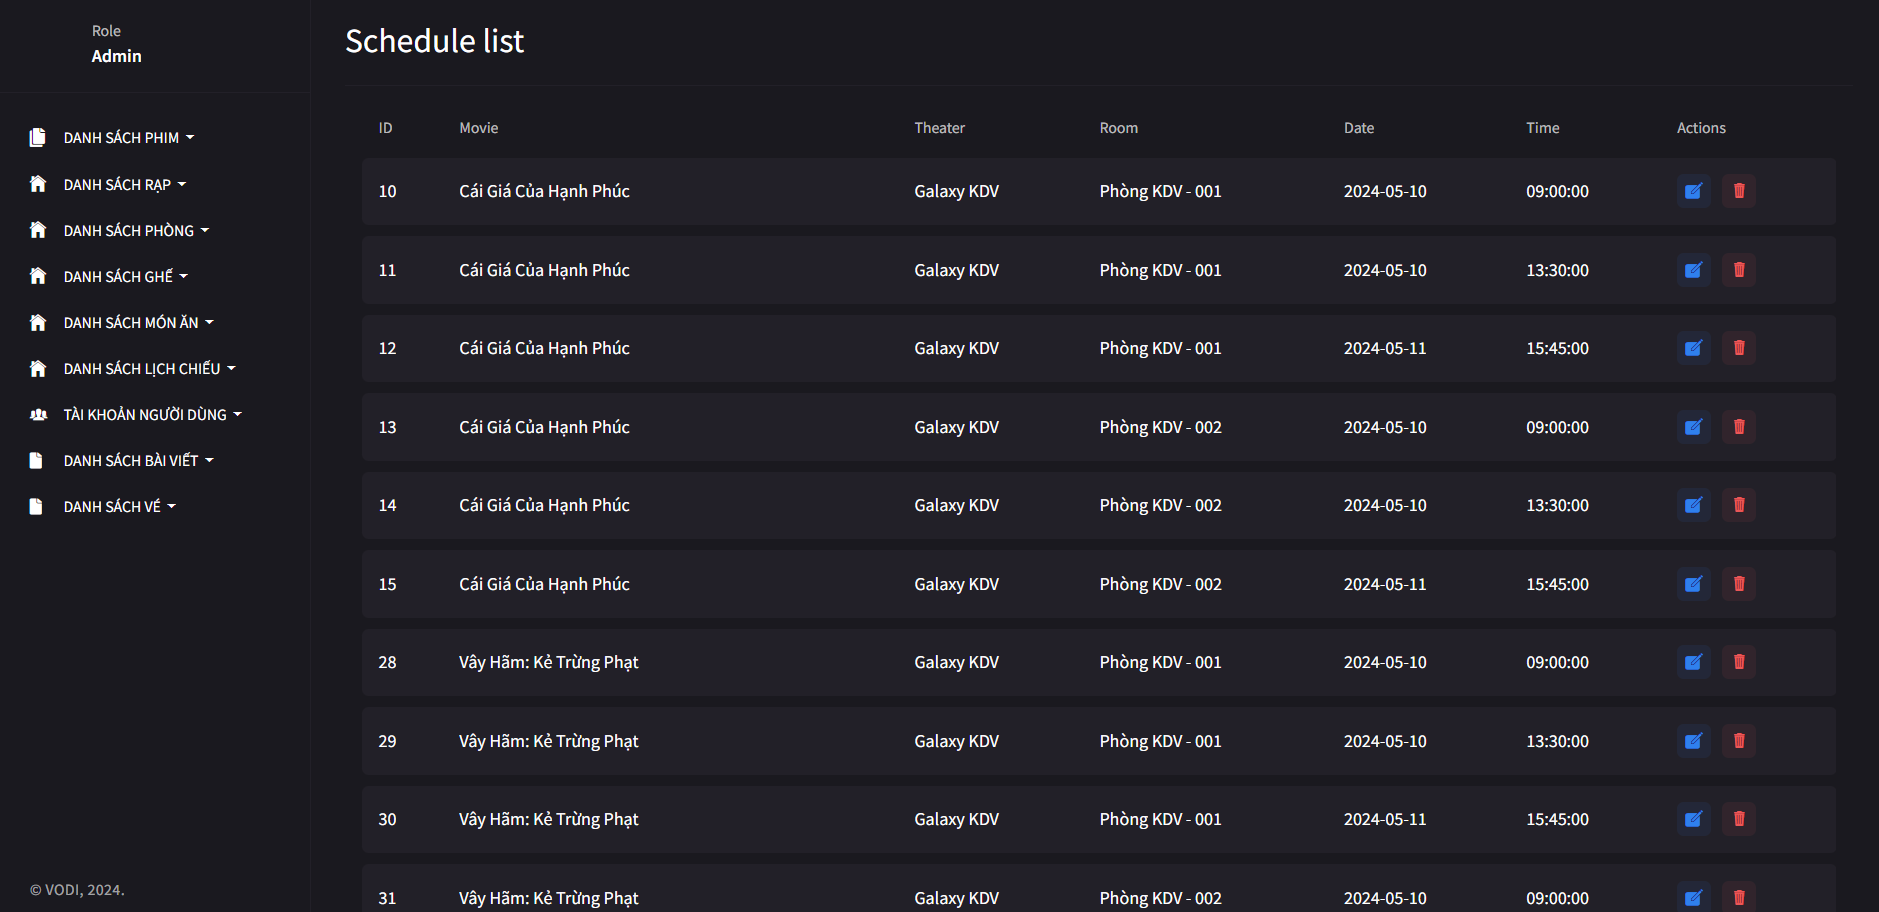 Role
Admin
DANH SÁCH PHIM
DANH SÁCH RẠP
DANH SÁCH PHÒNG
DANH SÁCH GHẾ
DANH SÁCH MÓN ĂN
DANH SÁCH LỊCH CHIẾU
TÀI KHOẢN NGƯỜI DÙNG
DANH SÁCH BÀI VIẾT
DANH SÁCH VÉ
© VODI, 2024.
Schedule list
ID Movie Theater Room Date Time Actions
10 Cái Giá Của Hạnh Phúc Galaxy KDV Phòng KDV - 001 2024-05-10 09:00:00
11 Cái Giá Của Hạnh Phúc Galaxy KDV Phòng KDV - 001 2024-05-10 13:30:00
12 Cái Giá Của Hạnh Phúc Galaxy KDV Phòng KDV - 001 2024-05-11 15:45:00
13 Cái Giá Của Hạnh Phúc Galaxy KDV Phòng KDV - 002 2024-05-10 09:00:00
14 Cái Giá Của Hạnh Phúc Galaxy KDV Phòng KDV - 002 2024-05-10 13:30:00
15 Cái Giá Của Hạnh Phúc Galaxy KDV Phòng KDV - 002 2024-05-11 15:45:00
28 Vây Hãm: Kẻ Trừng Phạt Galaxy KDV Phòng KDV - 001 2024-05-10 09:00:00
29 Vây Hãm: Kẻ Trừng Phạt Galaxy KDV Phòng KDV - 001 2024-05-10 13:30:00
30 Vây Hãm: Kẻ Trừng Phạt Galaxy KDV Phòng KDV - 001 2024-05-11 15:45:00
31 Vây Hãm: Kẻ Trừng Phạt Galaxy KDV Phòng KDV - 002 2024-05-10 09:00:00